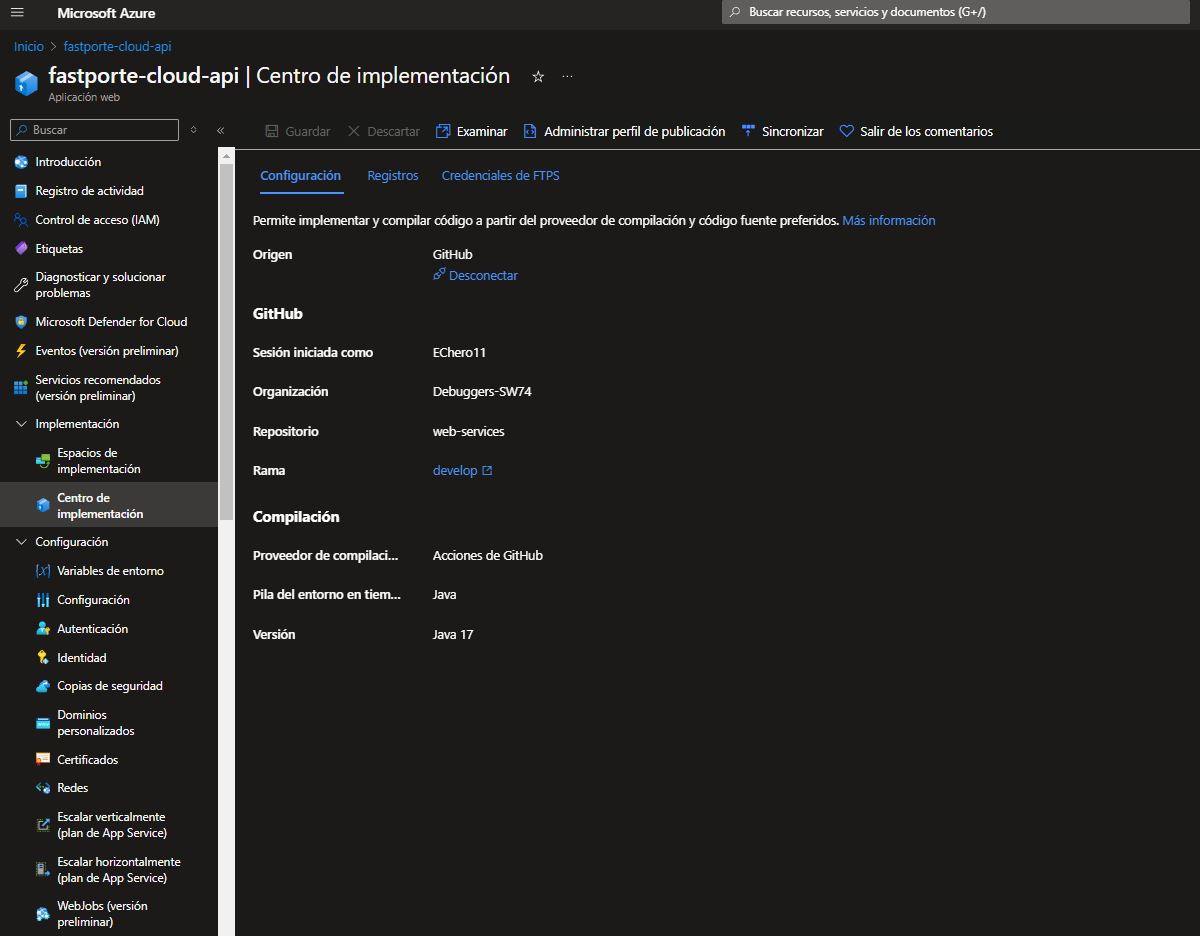 Microsoft Azure
Buscar recursos, servicios y documentos (G+/)
Inicio > fastporte-cloud-api
fastporte-cloud-api | Centro de implementación
Aplicación web
Buscar
Guardar
Descartar
Examinar
Administrar perfil de publicación
Sincronizar
Salir de los comentarios
Introducción
Registro de actividad
Control de acceso (IAM)
Etiquetas
Diagnosticar y solucionar
problemas
Microsoft Defender for Cloud
Eventos (versión preliminar)
Servicios recomendados
(versión preliminar)
Implementación
Espacios de
implementación
Centro de
implementación
Configuración
Variables de entorno
Configuración
Autenticación
Identidad
Copias de seguridad
Dominios
personalizados
Certificados
Redes
Escalar verticalmente
(plan de App Service)
Escalar horizontalmente
(plan de App Service)
WebJobs (versión
preliminar)
Configuración
Registros
Credenciales de FTPS
Permite implementar y compilar código a partir del proveedor de compilación y código fuente preferidos. Más información
Origen
GitHub
Desconectar
GitHub
Sesión iniciada como
EChero11
Organización
Debuggers-SW74
Repositorio
web-services
Rama
develop
Compilación
Proveedor de compilaci...
Acciones de GitHub
Pila del entorno en tiem...
Java
Versión
Java 17